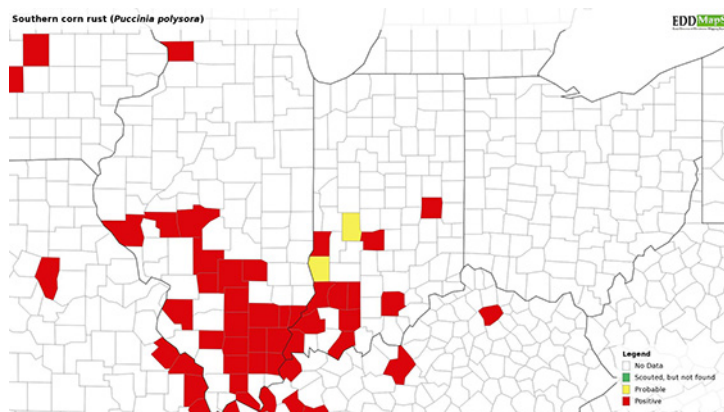 Southern corn rust (Puccinia polysora)
EDDMapS
Legend
No Data
Scouted, but not found
Probable
Positive